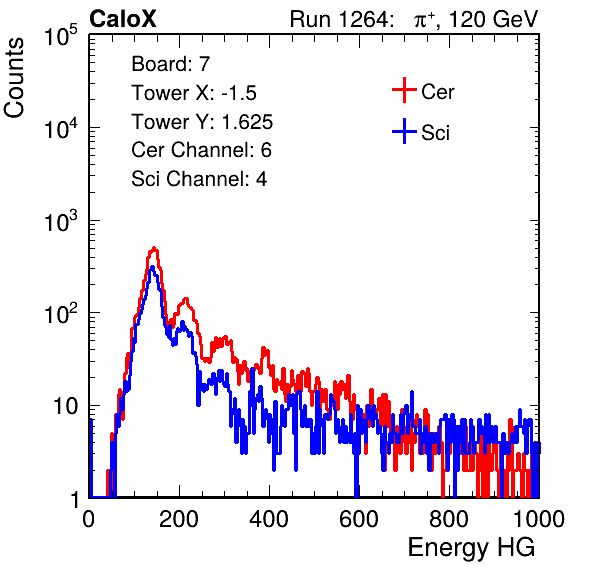 CaloX Run 1264: π⁺, 120 GeV
Counts
10⁵
10⁴
10³
10²
10
1
Board: 7
Tower X: -1.5
Tower Y: 1.625
Cer Channel: 6
Sci Channel: 4
Cer
Sci
0 200 400 600 800 1000
Energy HG